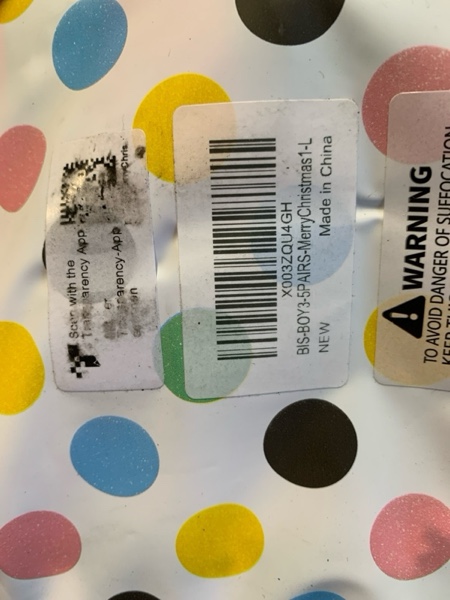 Scan with the
Transparency App
X003ZQU4GH
BIS-BOY3-5PAIRS-MerryChristmas1-L
NEW
Made in China
WARNING
TO AVOID DANGER OF SUFFOCATION